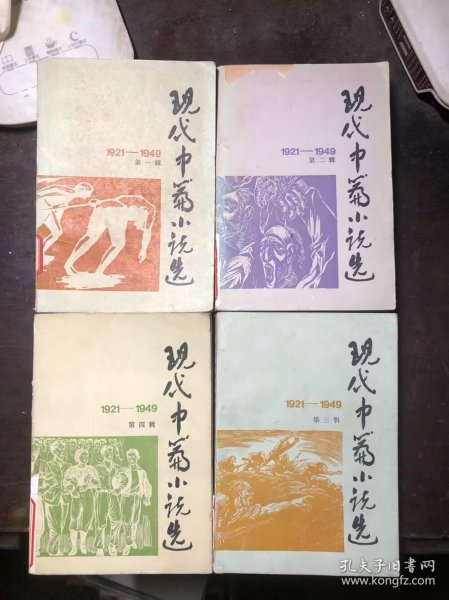 现代中篇小说选
1921—1949
第一辑
现代中篇小说选
1921—1949
第二辑
现代中篇小说选
1921—1949
第四辑
现代中篇小说选
1921—1949
第三辑
孔夫子旧书网
www.kongfz.com